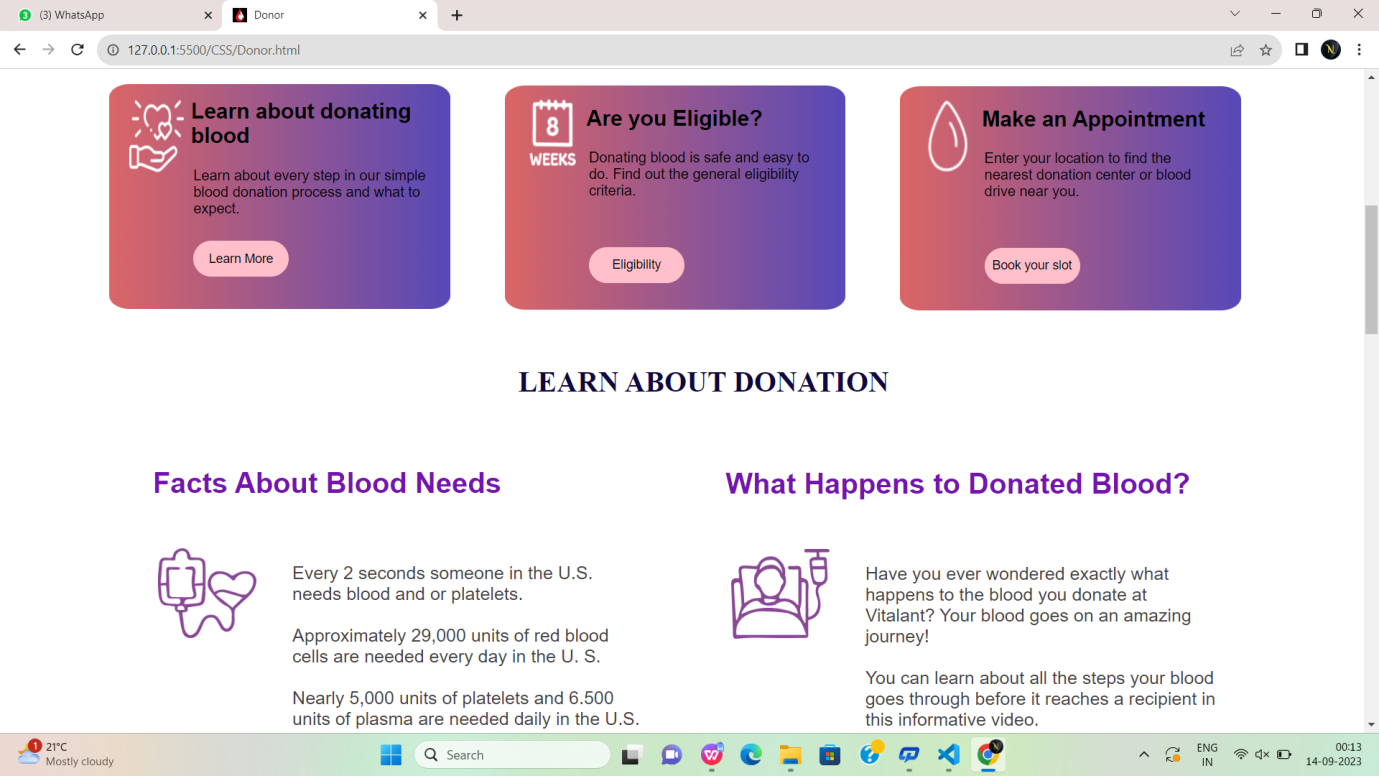 (3) WhatsApp
Donor
127.0.0.1:5500/CSS/Donor.html
Learn about donating
blood
Learn about every step in our simple
blood donation process and what to
expect.
Learn More
8
WEEKS
Are you Eligible?
Donating blood is safe and easy to
do. Find out the general eligibility
criteria.
Eligibility
Make an Appointment
Enter your location to find the
nearest donation center or blood
drive near you.
Book your slot
LEARN ABOUT DONATION
Facts About Blood Needs
Every 2 seconds someone in the U.S.
needs blood and or platelets.
Approximately 29,000 units of red blood
cells are needed every day in the U. S.
Nearly 5,000 units of platelets and 6.500
units of plasma are needed daily in the U.S.
What Happens to Donated Blood?
Have you ever wondered exactly what
happens to the blood you donate at
Vitalant? Your blood goes on an amazing
journey!
You can learn about all the steps your blood
goes through before it reaches a recipient in
this informative video.
1
21°C
Mostly cloudy
Search
ENG
IN
00:13
14-09-2023